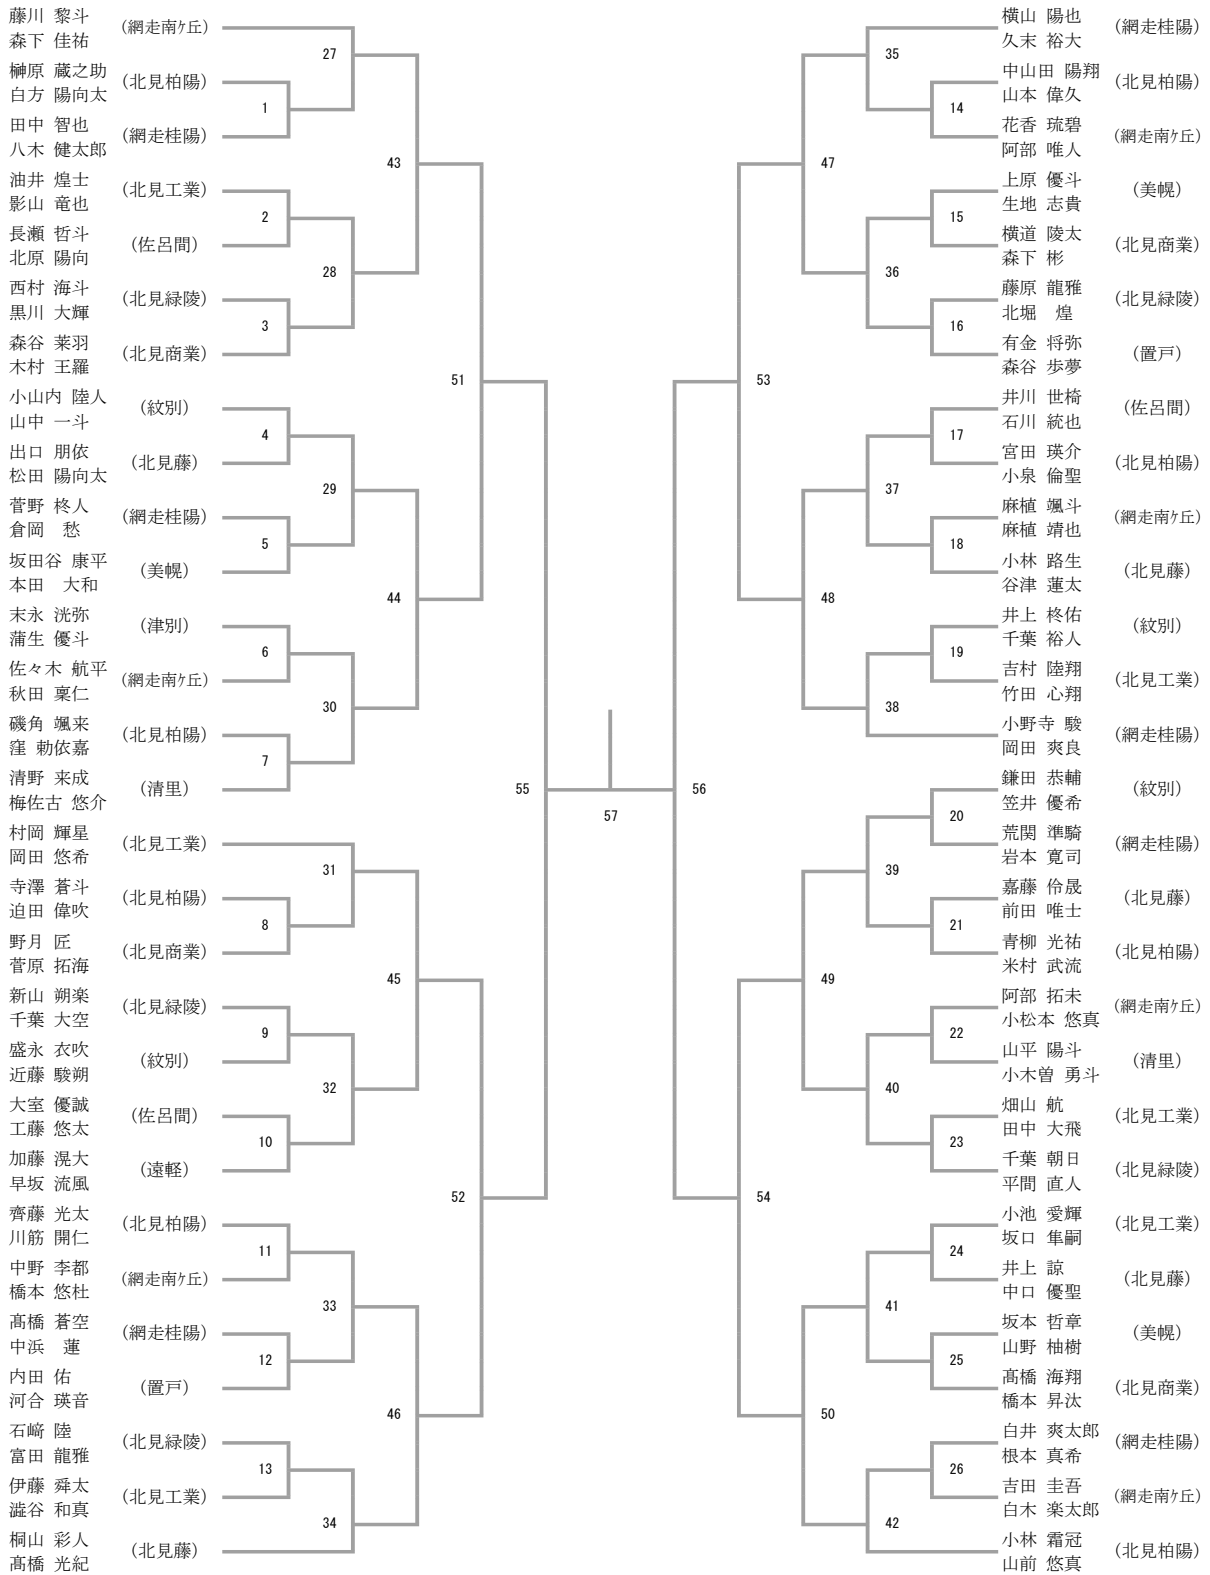 藤川 黎斗
森下 佳祐
(網走南ケ丘)
27
榊原 蔵之助
白方 陽向太
(北見柏陽)
1
田中 智也
八木 健太郎
(網走桂陽)
43
油井 煌士
影山 竜也
(北見工業)
2
長瀬 哲斗
北原 陽向
(佐呂間)
28
西村 海斗
黒川 大輝
(北見緑陵)
3
森谷 莱羽
木村 王羅
(北見商業)
51
小山内 陸人
山中 一斗
(紋別)
4
出口 朋依
松田 陽向太
(北見藤)
29
菅野 柊人
倉岡 愁
(網走桂陽)
5
坂田谷 康平
本田 大和
(美幌)
44
末永 洸弥
蒲生 優斗
(津別)
6
佐々木 航平
秋田 稟仁
(網走南ケ丘)
30
磯角 颯来
窪 勅依嘉
(北見柏陽)
7
清野 来成
梅佐古 悠介
(清里)
55
村岡 輝星
岡田 悠希
(北見工業)
31
寺澤 蒼斗
迫田 偉吹
(北見柏陽)
8
野月 匠
菅原 拓海
(北見商業)
45
新山 朔楽
千葉 大空
(北見緑陵)
9
盛永 衣吹
近藤 駿朔
(紋別)
32
大室 優誠
工藤 悠太
(佐呂間)
10
加藤 滉大
早坂 流風
(遠軽)
52
齊藤 光太
川筋 開仁
(北見柏陽)
11
中野 李都
橋本 悠杜
(網走南ケ丘)
33
髙橋 蒼空
中浜 蓮
(網走桂陽)
12
内田 佑
河合 瑛音
(置戸)
46
石﨑 陸
富田 龍雅
(北見緑陵)
13
伊藤 舜太
澁谷 和真
(北見工業)
34
桐山 彩人
髙橋 光紀
(北見藤)
57
横山 陽也
久末 裕大
(網走桂陽)
35
中山田 陽翔
山本 偉久
(北見柏陽)
14
花香 琉碧
阿部 唯人
(網走南ケ丘)
47
上原 優斗
生地 志貴
(美幌)
15
横道 陵太
森下 彬
(北見商業)
36
藤原 龍雅
北堀 煌
(北見緑陵)
16
有金 将弥
森谷 歩夢
(置戸)
53
井川 世椅
石川 統也
(佐呂間)
17
宮田 瑛介
小泉 倫聖
(北見柏陽)
37
麻植 颯斗
麻植 靖也
(網走南ケ丘)
18
小林 路生
谷津 蓮太
(北見藤)
48
井上 柊佑
千葉 裕人
(紋別)
19
吉村 陸翔
竹田 心翔
(北見工業)
38
小野寺 駿
岡田 爽良
(網走桂陽)
56
鎌田 恭輔
笠井 優希
(紋別)
20
荒関 準騎
岩本 寛司
(網走桂陽)
39
嘉藤 伶晟
前田 唯士
(北見藤)
21
青柳 光祐
米村 武流
(北見柏陽)
49
阿部 拓未
小松本 悠真
(網走南ケ丘)
22
山平 陽斗
小木曽 勇斗
(清里)
40
畑山 航
田中 大飛
(北見工業)
23
千葉 朝日
平間 直人
(北見緑陵)
54
小池 愛輝
坂口 隼嗣
(北見工業)
24
井上 諒
中口 優聖
(北見藤)
41
坂本 哲章
山野 柚樹
(美幌)
25
髙橋 海翔
橋本 昇汰
(北見商業)
50
白井 爽太郎
根本 真希
(網走桂陽)
26
吉田 圭吾
白木 楽太郎
(網走南ケ丘)
42
小林 霜冠
山前 悠真
(北見柏陽)